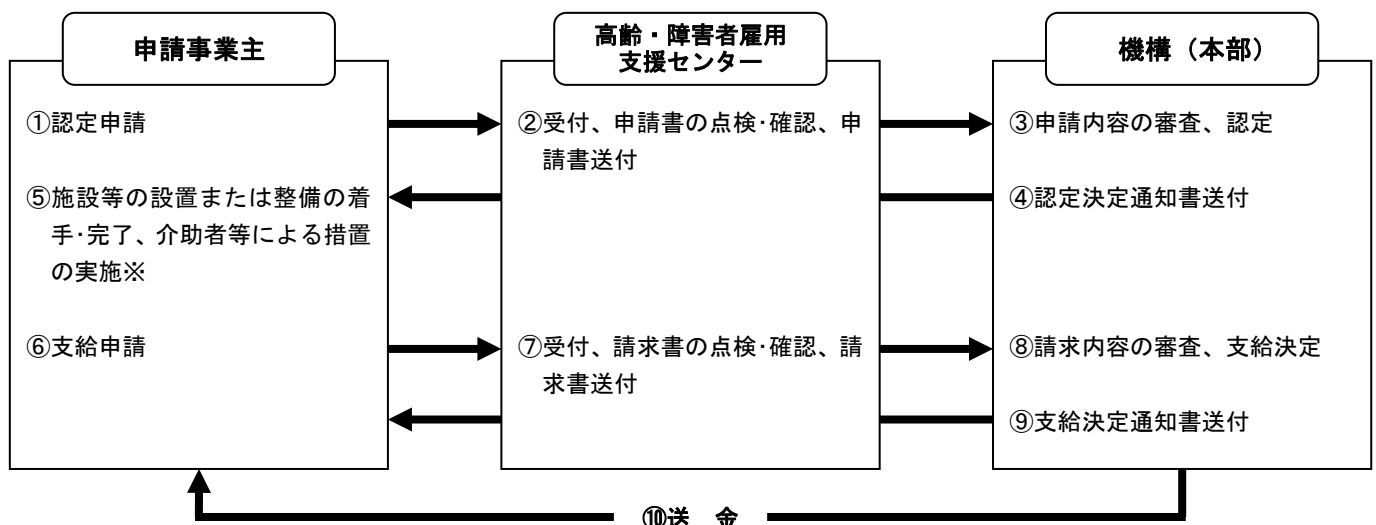 申請事業主
高齢・障害者雇用
支援センター
機構（本部）
①認定申請
②受付、申請書の点検･確認、申
請書送付
③申請内容の審査、認定
⑤施設等の設置または整備の着
手･完了、介助者等による措置
の実施※
④認定決定通知書送付
⑥支給申請
⑦受付、請求書の点検･確認、請
求書送付
⑧請求内容の審査、支給決定
⑨支給決定通知書送付
⑩送　金